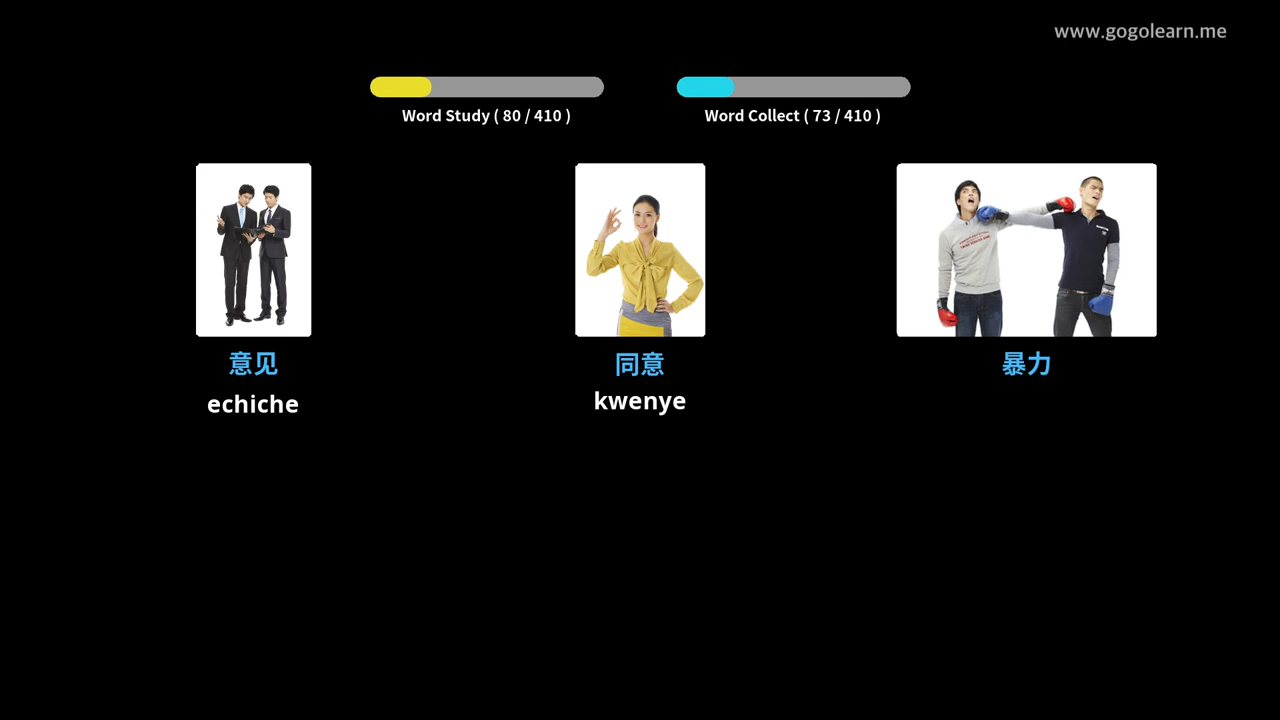 www.gogolearn.me
Word Study ( 80 / 410 )
Word Collect ( 73 / 410 )
意见
同意
暴力
echiche
kwenye